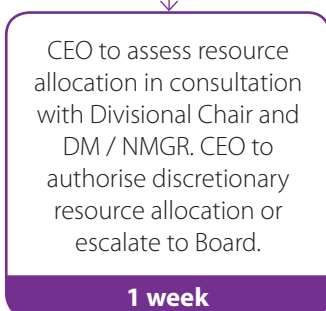 CEO to assess resource
allocation in consultation
with Divisional Chair and
DM / NMGR. CEO to
authorise discretionary
resource allocation or
escalate to Board.
1 week